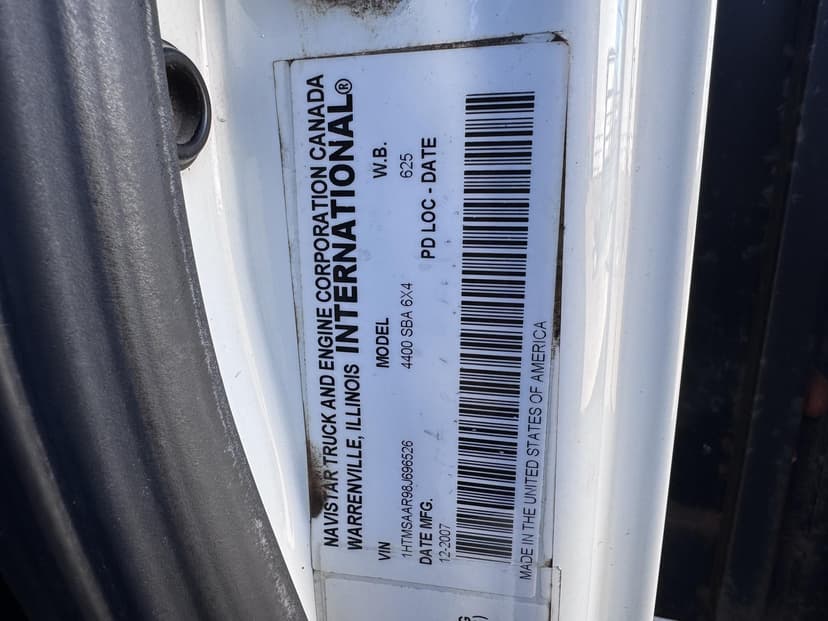 NAVISTAR TRUCK AND ENGINE CORPORATION CANADA
WARRENVILLE, ILLINOIS INTERNATIONAL®
VIN MODEL W.B.
1HTMSAAR98J696526 4400 SBA 6X4 625
DATE MFG. PD LOC - DATE
12-2007
MADE IN THE UNITED STATES OF AMERICA